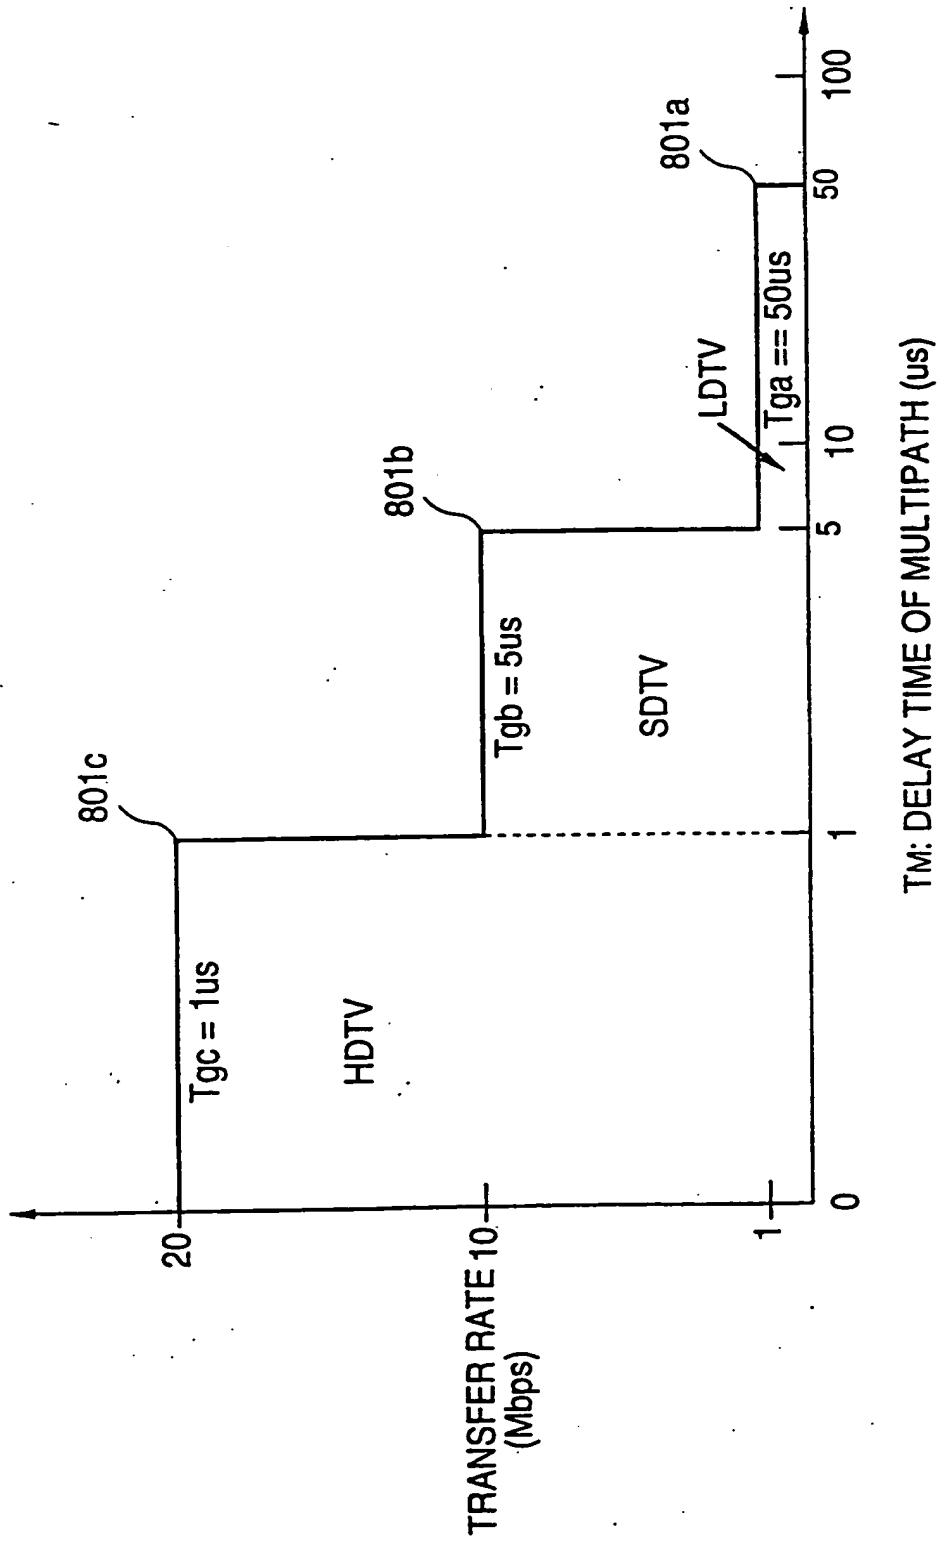 801c
20
Tgc = 1us
HDTV
801b
TRANSFER RATE
(Mbps)
10
Tgb = 5us
SDTV
801a
LDTV
Tga == 50us
1
0
1
5
10
50
100
TM: DELAY TIME OF MULTIPATH (us)